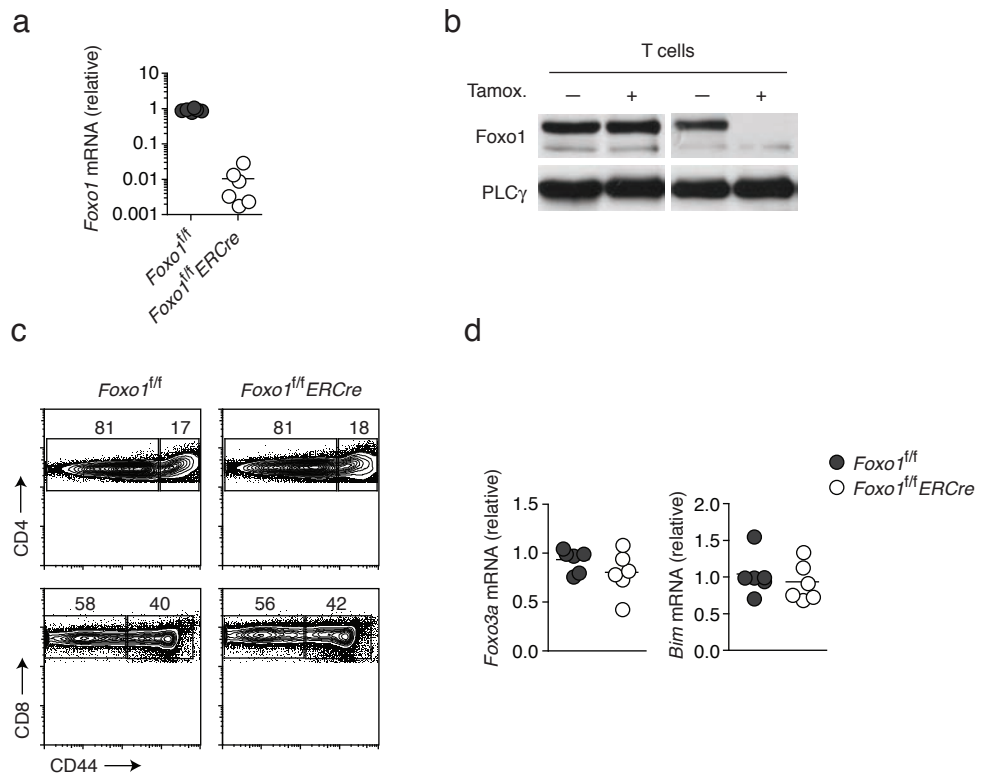 a
Foxo1 mRNA (relative)
10
1
0.1
0.01
0.001
Foxo1f/f
Foxo1f/f ERCre
b
T cells
Tamox. – + – +
Foxo1
PLCγ
c
Foxo1f/f Foxo1f/f ERCre
81 17 81 18
CD4
58 40 56 42
CD8
CD44
d
Foxo1f/f
Foxo1f/f ERCre
Foxo3a mRNA (relative)
1.5
1.0
0.5
0.0
Bim mRNA (relative)
2.0
1.5
1.0
0.5
0.0